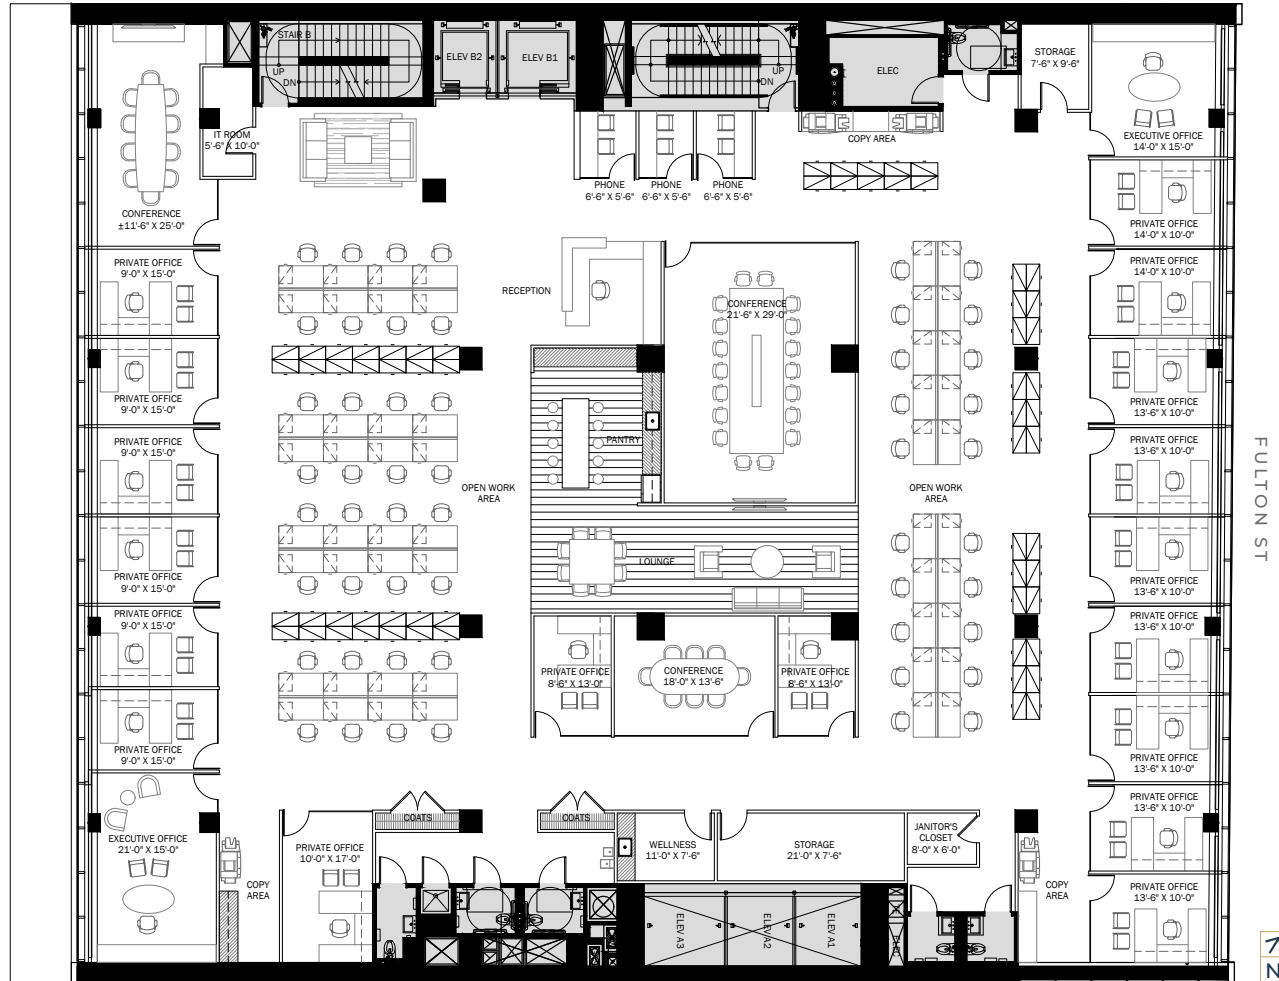 STAIR B
UP
DN
ELEV B2
ELEV B1
UP
DN
ELEC
STORAGE
7'-6" X 9'-6"
IT ROOM
5'-6" X 10'-0"
COPY AREA
EXECUTIVE OFFICE
14'-0" X 15'-0"
PHONE
6'-6" X 5'-6"
PHONE
6'-6" X 5'-6"
PHONE
6'-6" X 5'-6"
CONFERENCE
±11'-6" X 25'-0"
PRIVATE OFFICE
14'-0" X 10'-0"
PRIVATE OFFICE
9'-0" X 15'-0"
PRIVATE OFFICE
14'-0" X 10'-0"
RECEPTION
CONFERENCE
21'-6" X 29'-0"
PRIVATE OFFICE
9'-0" X 15'-0"
PRIVATE OFFICE
13'-6" X 10'-0"
PRIVATE OFFICE
9'-0" X 15'-0"
PANTRY
PRIVATE OFFICE
13'-6" X 10'-0"
OPEN WORK
AREA
OPEN WORK
AREA
FULTON ST
PRIVATE OFFICE
9'-0" X 15'-0"
LOUNGE
PRIVATE OFFICE
13'-6" X 10'-0"
PRIVATE OFFICE
9'-0" X 15'-0"
PRIVATE OFFICE
13'-6" X 10'-0"
PRIVATE OFFICE
8'-6" X 13'-0"
CONFERENCE
18'-0" X 13'-6"
PRIVATE OFFICE
8'-6" X 13'-0"
PRIVATE OFFICE
9'-0" X 15'-0"
PRIVATE OFFICE
13'-6" X 10'-0"
PRIVATE OFFICE
13'-6" X 10'-0"
COATS
COATS
EXECUTIVE OFFICE
21'-0" X 15'-0"
PRIVATE OFFICE
10'-0" X 17'-0"
WELLNESS
11'-0" X 7'-6"
STORAGE
21'-0" X 7'-6"
JANITOR'S
CLOSET
8'-0" X 6'-0"
COPY
AREA
COPY
AREA
PRIVATE OFFICE
13'-6" X 10'-0"
ELEV A3
ELEV A2
ELEV A1
N